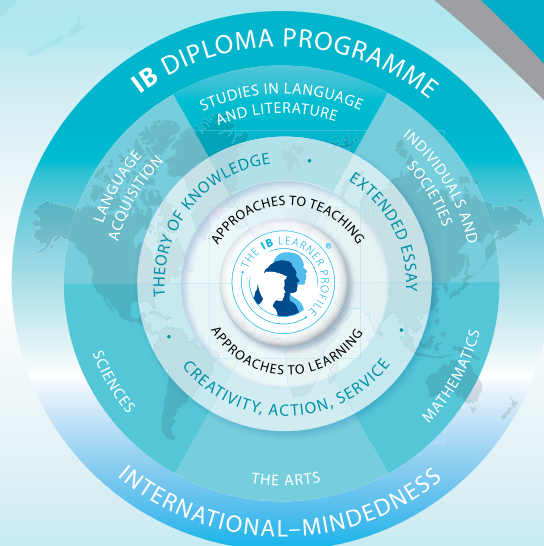 IB DIPLOMA PROGRAMME
STUDIES IN LANGUAGE
AND LITERATURE
LANGUAGE
ACQUISITION
INDIVIDUALS AND
SOCIETIES
THEORY OF KNOWLEDGE
EXTENDED ESSAY
APPROACHES TO TEACHING
THE IB LEARNER PROFILE
®
APPROACHES TO LEARNING
CREATIVITY, ACTION, SERVICE
SCIENCES
MATHEMATICS
THE ARTS
INTERNATIONAL–MINDEDNESS